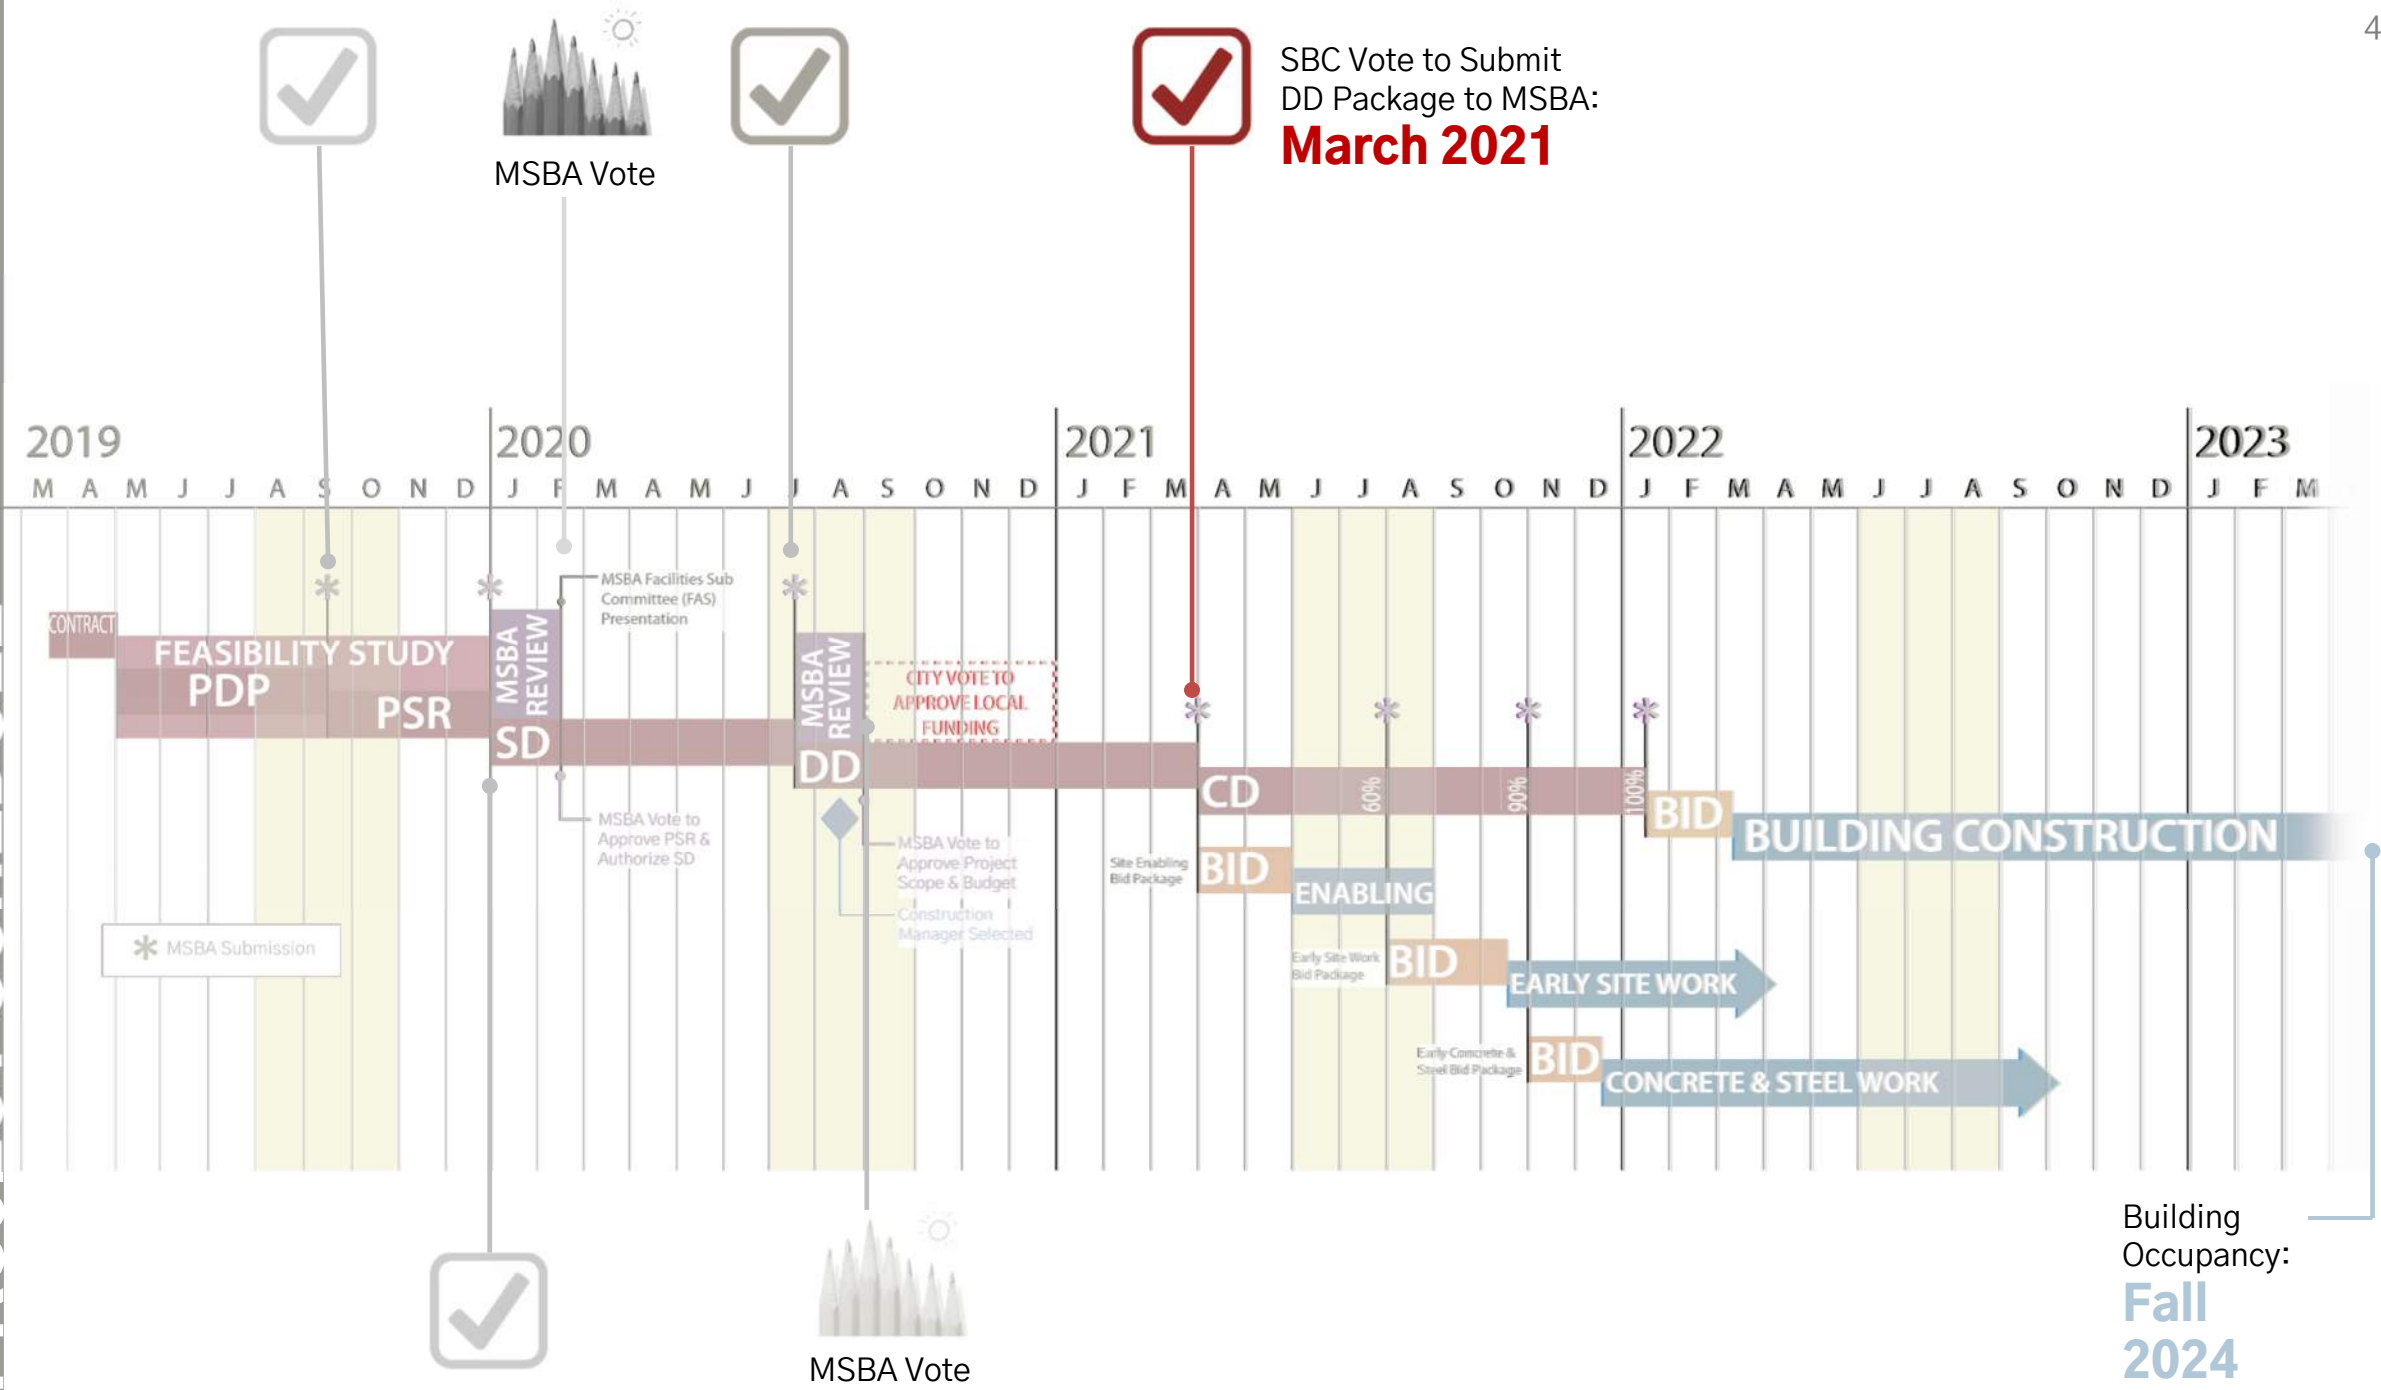 4
SBC Vote to Submit
DD Package to MSBA:
March 2021
MSBA Vote
2019 2020 2021 2022 2023
M A M J J A S O N D J F M A M J J A S O N D J F M A M J J A S O N D J F M A M J J A S O N D J F M
MSBA Facilities Sub
Committee (FAS)
Presentation
CONTRACT
FEASIBILITY STUDY
PDP
PSR
MSBA
REVIEW
SD
MSBA
REVIEW
DD
CITY VOTE TO
APPROVE LOCAL
FUNDING
CD
60%
90%
100%
BID
BUILDING CONSTRUCTION
MSBA Vote to
Approve PSR &
Authorize SD
MSBA Vote to
Approve Project
Scope & Budget
Construction
Manager Selected
Site Enabling
Bid Package
BID
ENABLING
* MSBA Submission
Early Site Work
Bid Package
BID
EARLY SITE WORK
Early Concrete &
Steel Bid Package
BID
CONCRETE & STEEL WORK
Building
Occupancy:
Fall
2024
MSBA Vote